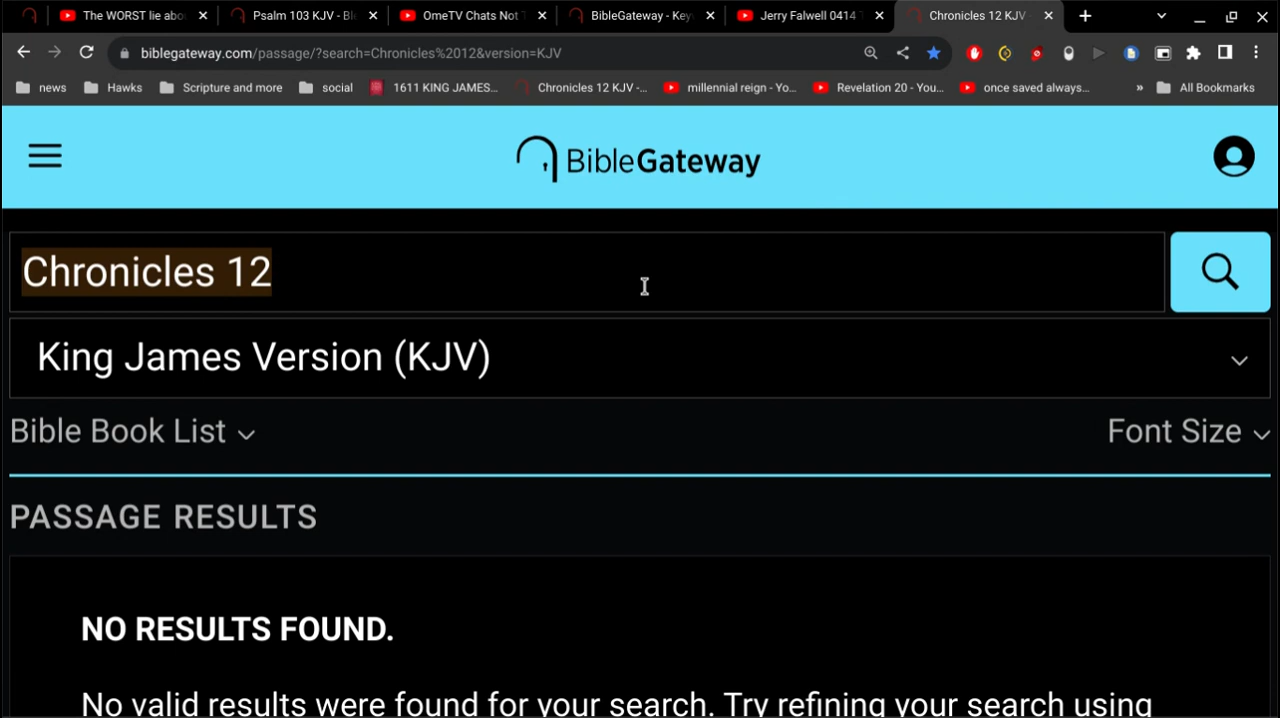 The WORST lie abo
Psalm 103 KJV - Bl
OmeTV Chats Not T
BibleGateway - Key
Jerry Falwell 0414 T
Chronicles 12 KJV -
biblegateway.com/passage/?search=Chronicles%2012&version=KJV
news
Hawks
Scripture and more
social
1611 KING JAMES...
Chronicles 12 KJV -...
millennial reign - Yo...
Revelation 20 - You...
once saved always...
» All Bookmarks
BibleGateway
Chronicles 12
King James Version (KJV)
Bible Book List
Font Size
PASSAGE RESULTS
NO RESULTS FOUND.
No valid results were found for your search. Try refining your search using